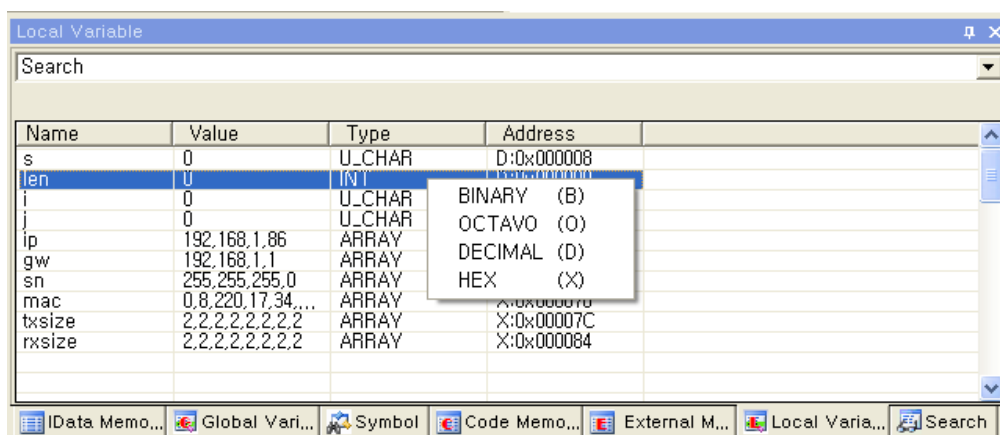 Local Variable
Search
Name Value Type Address
s 0 U_CHAR D:0x000008
len 0 INT
i 0 U_CHAR
j 0 U_CHAR
ip 192,168,1,86 ARRAY
gw 192,168,1,1 ARRAY
sn 255,255,255,0 ARRAY
mac 0,8,220,17,34,... ARRAY
txsize 2,2,2,2,2,2,2,2 ARRAY X:0x00007C
rxsize 2,2,2,2,2,2,2,2 ARRAY X:0x000084
BINARY (B)
OCTAVO (O)
DECIMAL (D)
HEX (X)
IData Memo... Global Vari... Symbol Code Memo... External M... Local Varia... Search